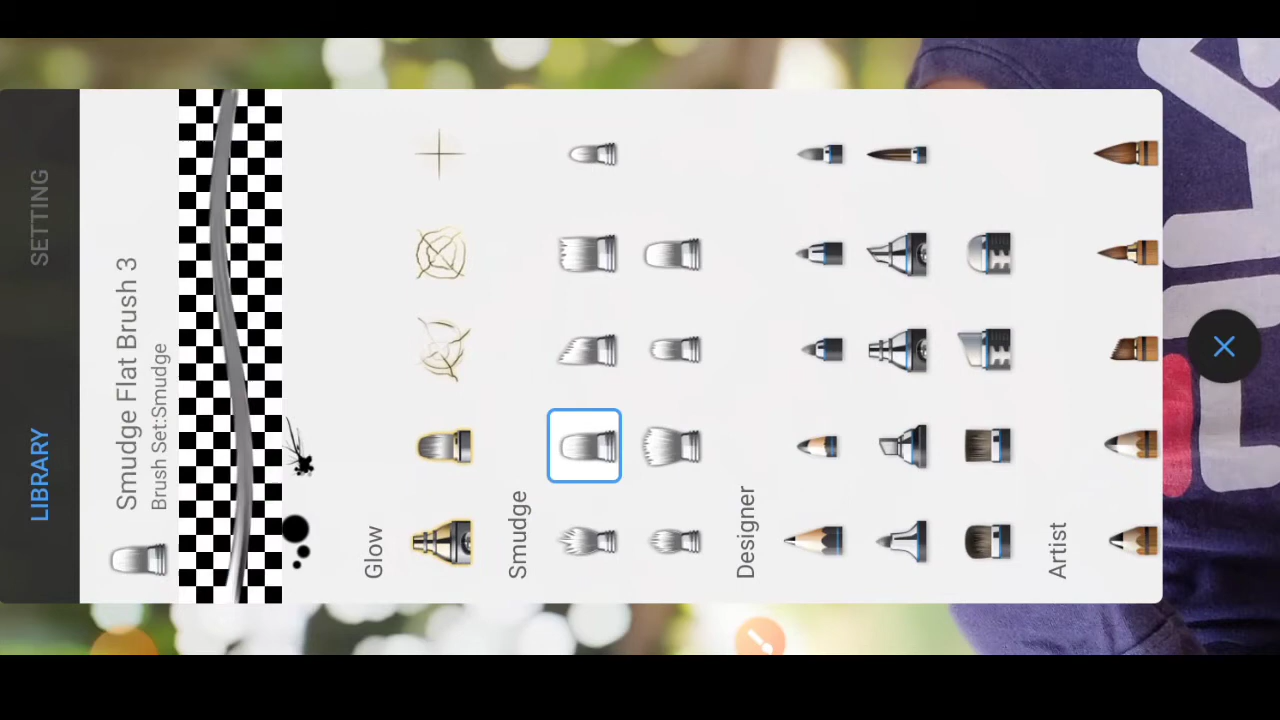 LIBRARY
SETTING
Smudge Flat Brush 3
Brush Set:Smudge
Glow
Smudge
Designer
Artist